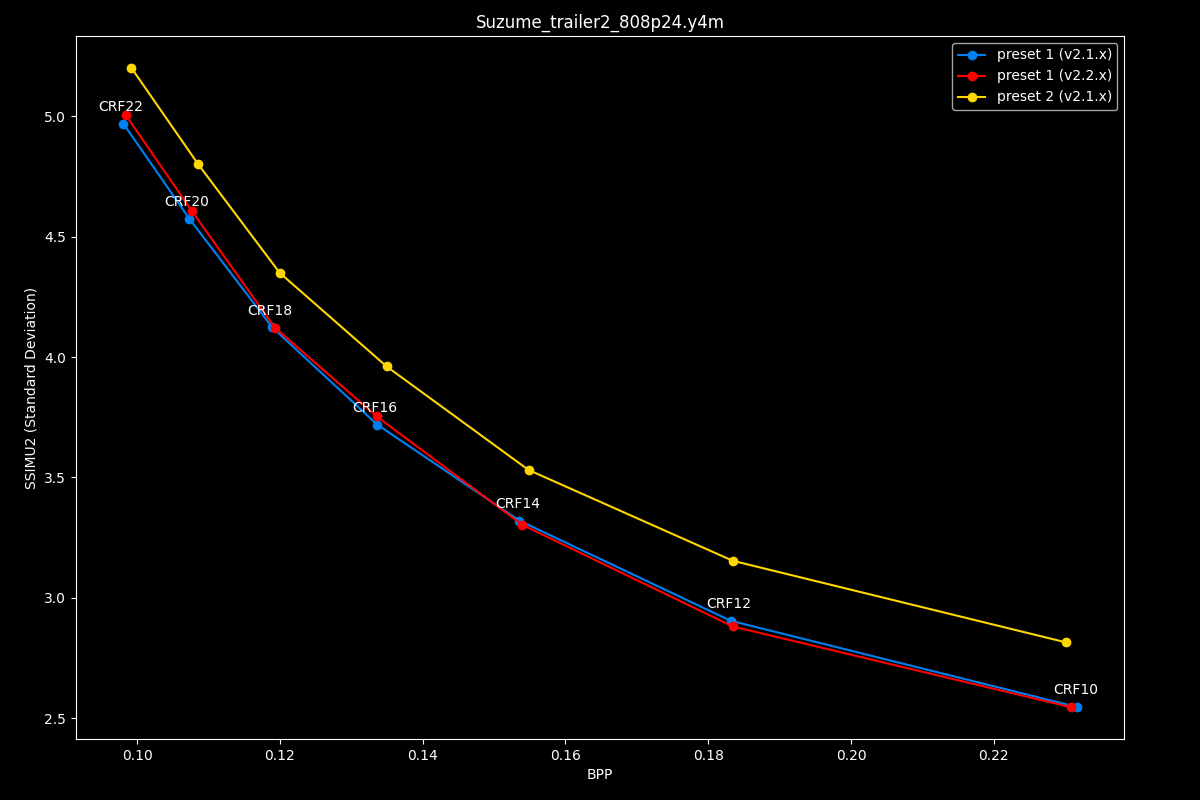 Suzume_trailer2_808p24.y4m
preset 1 (v2.1.x)
preset 1 (v2.2.x)
preset 2 (v2.1.x)
CRF22
CRF20
CRF18
CRF16
CRF14
CRF12
CRF10
5.0
4.5
4.0
3.5
3.0
2.5
SSIMU2 (Standard Deviation)
0.10 0.12 0.14 0.16 0.18 0.20 0.22
BPP